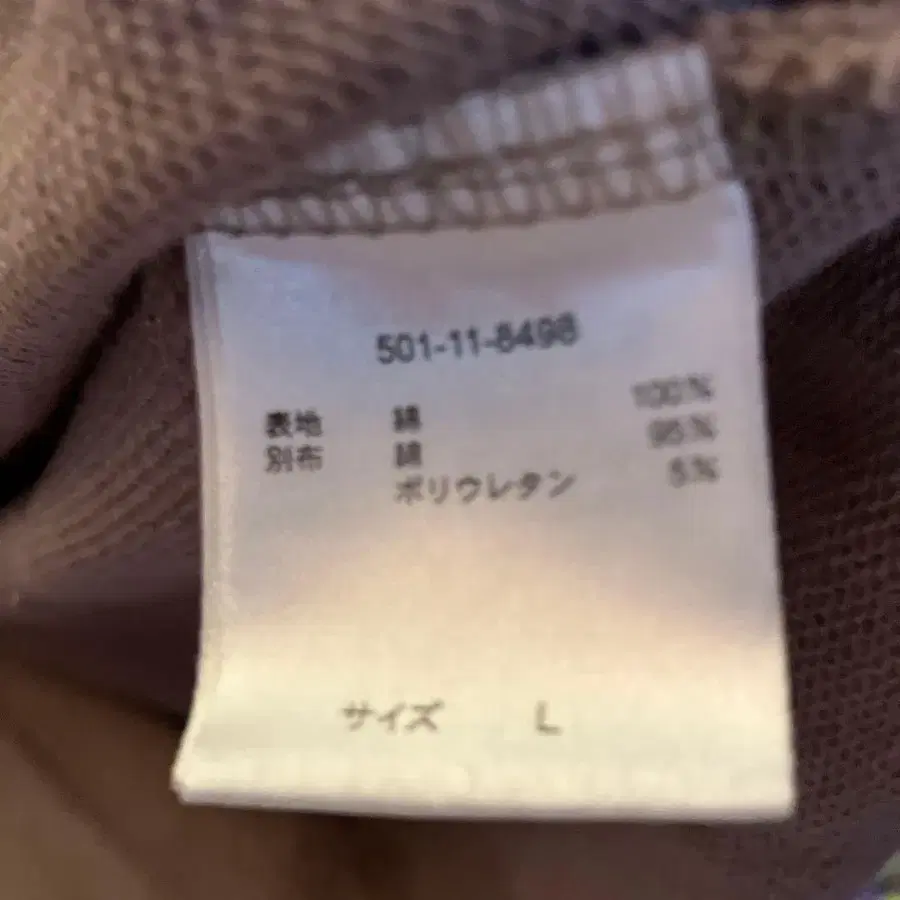 501-11-8498
表地 綿 100%
別布 綿 95%
ポリウレタン 5%
サイズ L